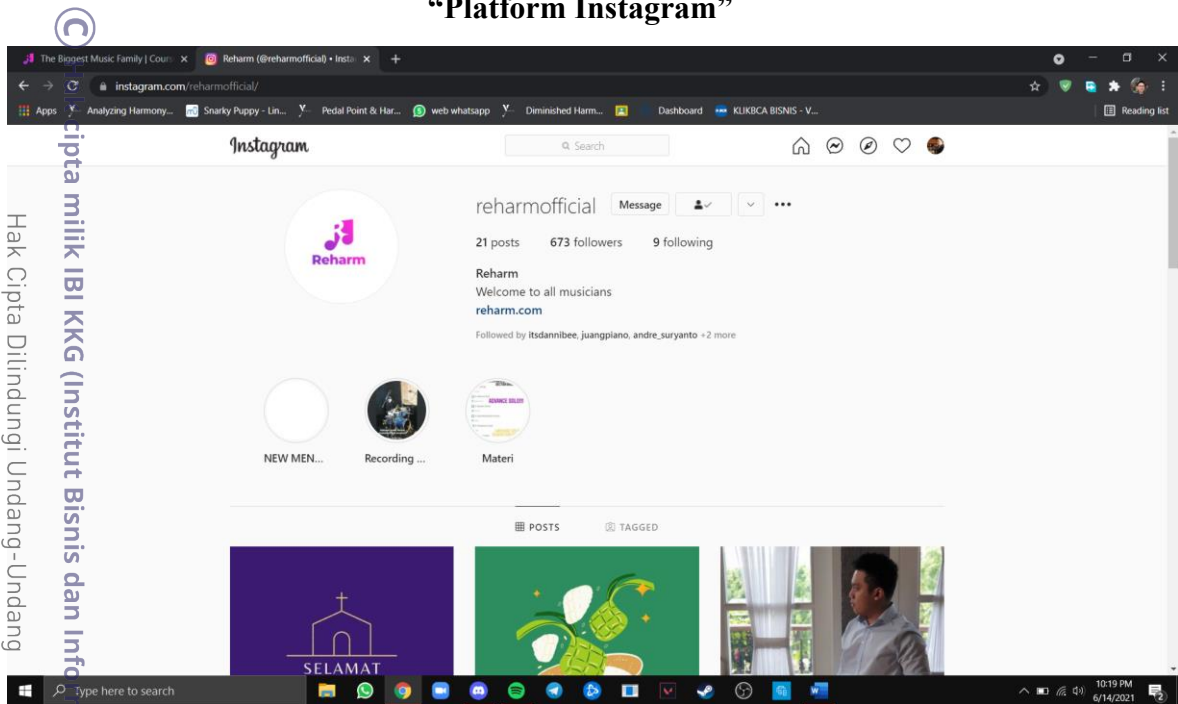 “Platform Instagram”
The Biggest Music Family | Cours
Reharm (@reharmofficial) • Insta
instagram.com/reharmofficial/
Apps
Analyzing Harmony...
Snarky Puppy - Lin...
Pedal Point & Har...
web whatsapp
Diminished Harm...
Dashboard
KLIKBCA BISNIS - V...
Reading list
Instagram
Search
reharmofficial
Message
21 posts 673 followers 9 following
Reharm
Reharm
Welcome to all musicians
reharm.com
Followed by itsdannibee, juangpiano, andre_suryanto +2 more
ADVANCE
NEW MEN...
Recording ...
Materi
POSTS
TAGGED
SELAMAT
Type here to search
10:19 PM
6/14/2021
© Hak cipta milik IBI KKG (Institut Bisnis dan Infor
Hak Cipta Dilindungi Undang-Undang